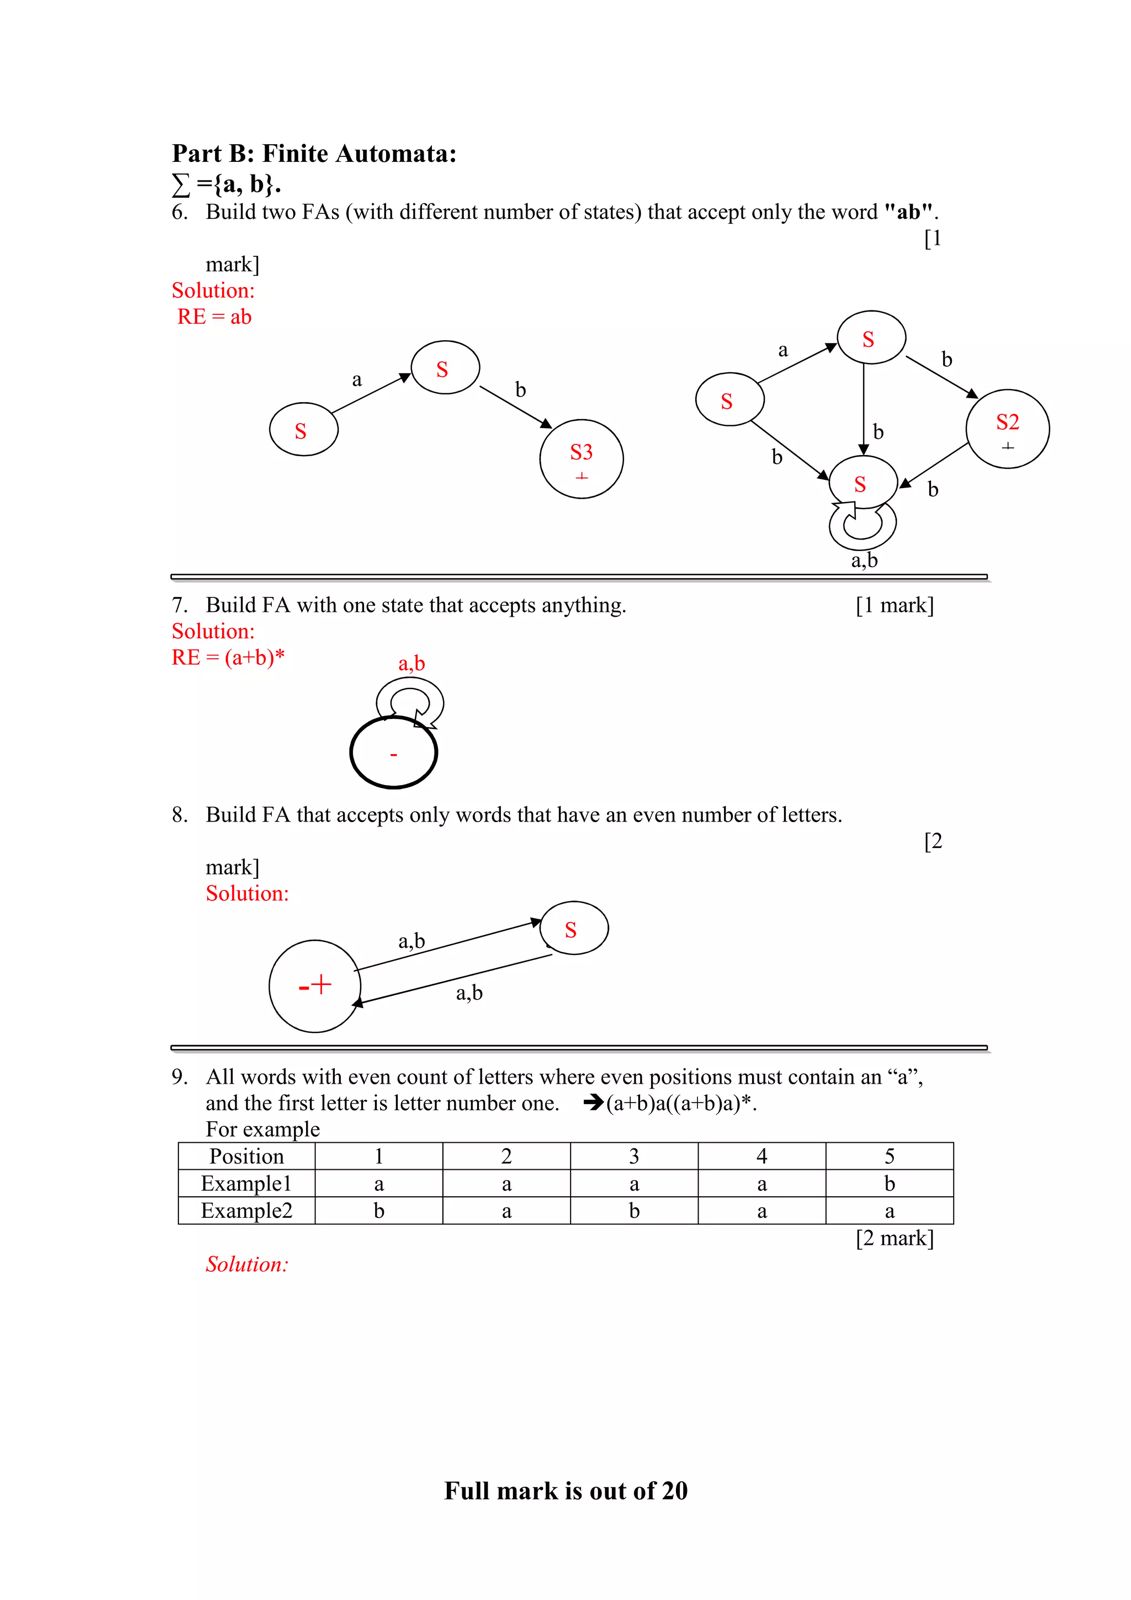 Part B: Finite Automata:
∑ ={a, b}.
6. Build two FAs (with different number of states) that accept only the word "ab".
[1
mark]
Solution:
RE = ab
S
a
S
b
S3
+
S
a
S
b
S2
+
b
b
S
b
a,b
7. Build FA with one state that accepts anything. [1 mark]
Solution:
RE = (a+b)*
a,b
-
8. Build FA that accepts only words that have an even number of letters.
[2
mark]
Solution:
a,b
S
-+
a,b
9. All words with even count of letters where even positions must contain an “a”,
and the first letter is letter number one. 🡺(a+b)a((a+b)a)*.
For example
Position 1 2 3 4 5
Example1 a a a a b
Example2 b a b a a
[2 mark]
Solution:
Full mark is out of 20